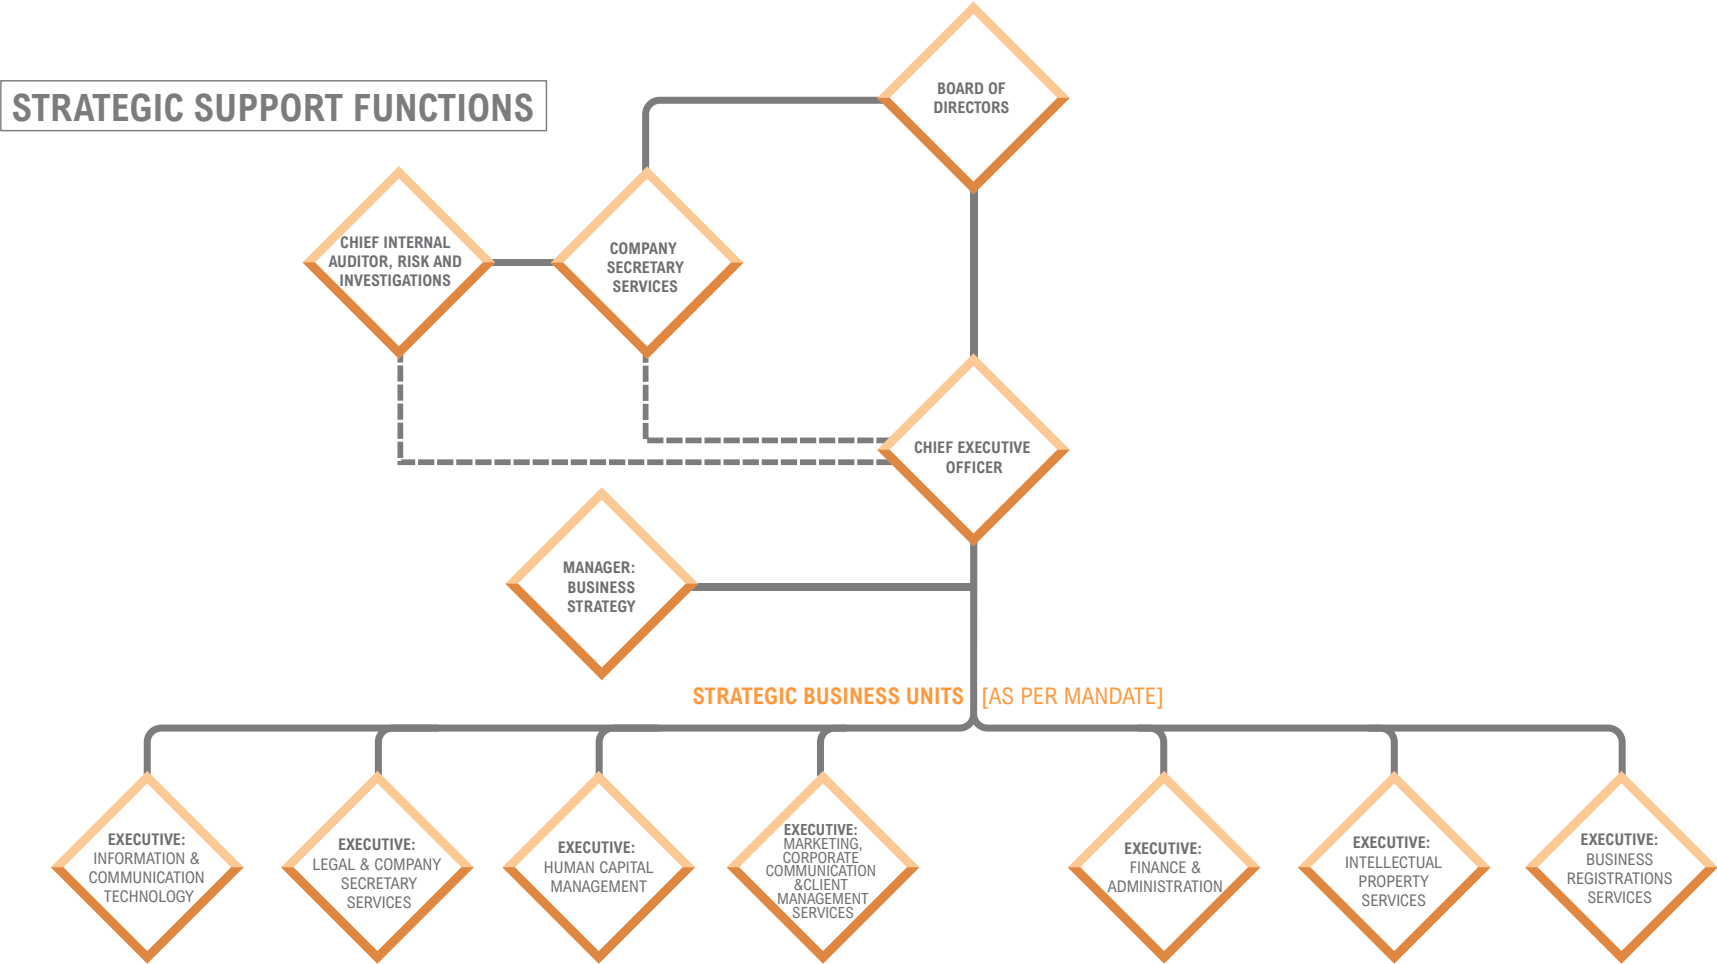 BOARD OF
DIRECTORS
STRATEGIC SUPPORT FUNCTIONS
CHIEF INTERNAL
AUDITOR, RISK AND
INVESTIGATIONS
COMPANY
SECRETARY
SERVICES
CHIEF EXECUTIVE
OFFICER
MANAGER:
BUSINESS
STRATEGY
STRATEGIC BUSINESS UNITS [AS PER MANDATE]
EXECUTIVE:
INFORMATION &
COMMUNICATION
TECHNOLOGY
EXECUTIVE:
LEGAL & COMPANY
SECRETARY
SERVICES
EXECUTIVE:
HUMAN CAPITAL
MANAGEMENT
EXECUTIVE:
MARKETING,
CORPORATE
COMMUNICATION
&CLIENT
MANAGEMENT
SERVICES
EXECUTIVE:
FINANCE &
ADMINISTRATION
EXECUTIVE:
INTELLECTUAL
PROPERTY
SERVICES
EXECUTIVE:
BUSINESS
REGISTRATIONS
SERVICES